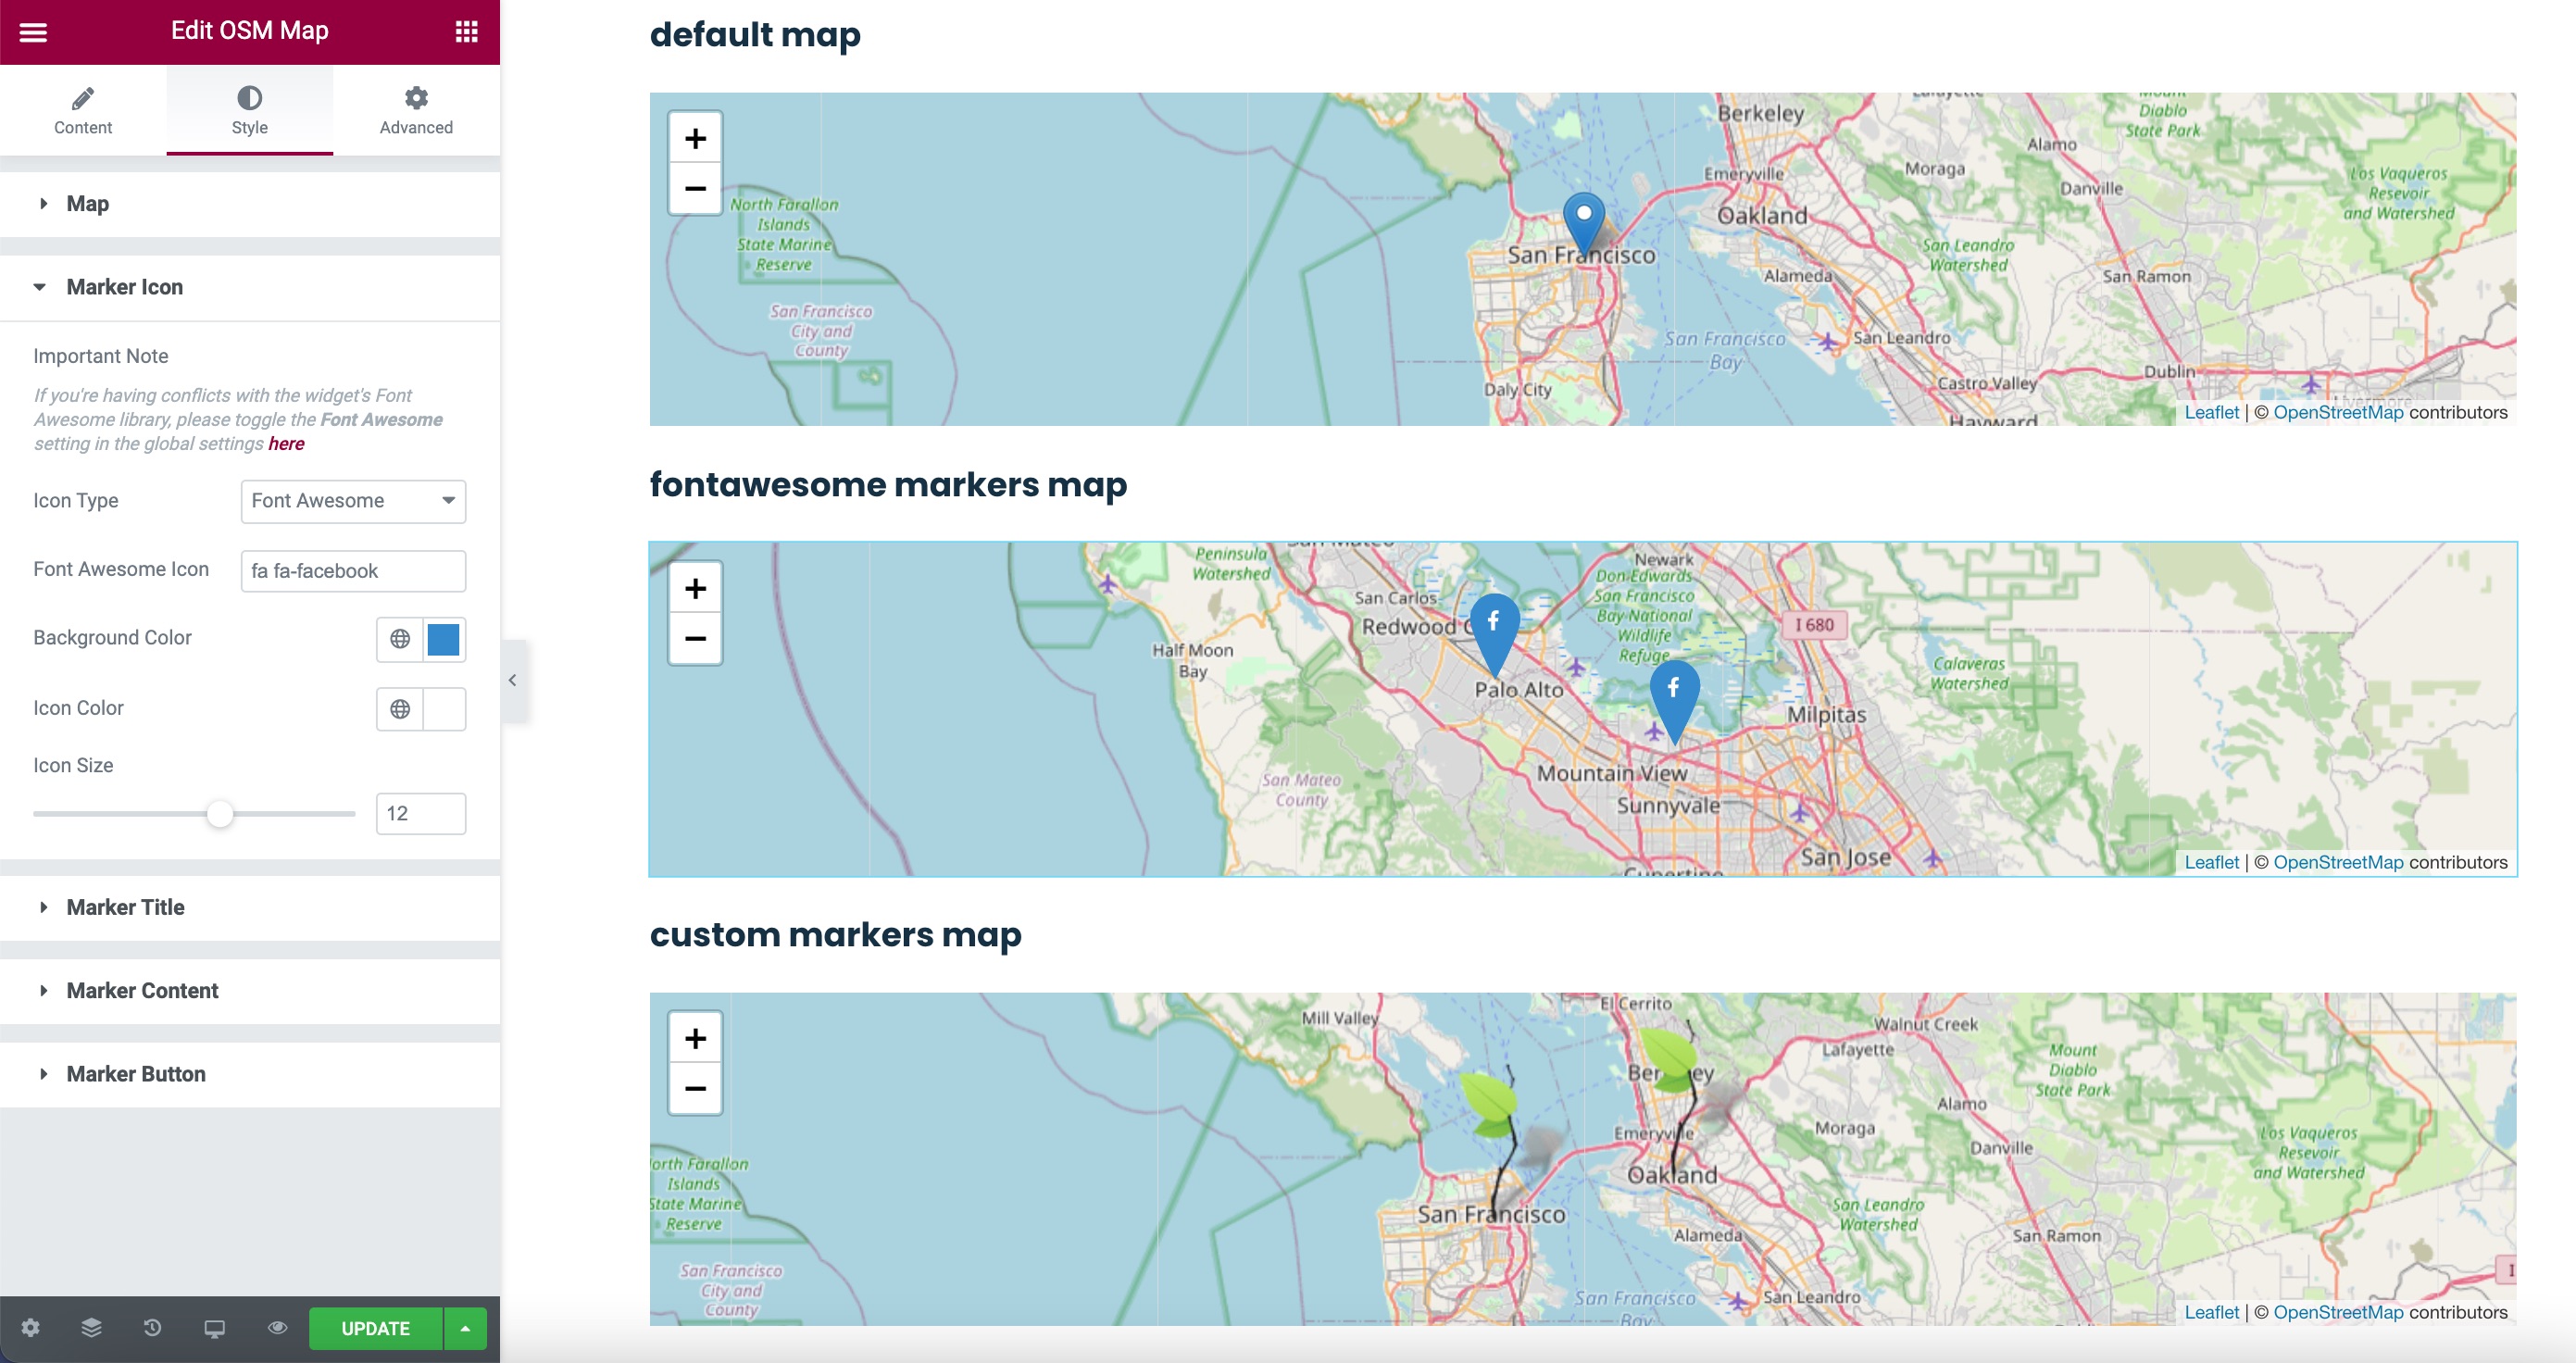 Edit OSM Map
Content
Style
Advanced
Map
Marker Icon
Important Note
If you're having conflicts with the widget's Font
Awesome library, please toggle the Font Awesome
setting in the global settings here
Icon Type
Font Awesome
Font Awesome Icon
fa fa-facebook
Background Color
Icon Color
Icon Size
12
Marker Title
Marker Content
Marker Button
UPDATE
default map
+
−
North Farallon
Islands
State Marine
Reserve
San Francisco
City and
County
San Francisco
Daly City
San Francisco
Bay
Berkeley
Emeryville
Oakland
Alameda
Moraga
Alamo
Danville
Diablo
State Park
Los Vaqueros
Resevoir
and Watershed
San Leandro
Watershed
San Ramon
San Leandro
Castro Valley
Dublin
Hayward
Leaflet | © OpenStreetMap contributors
fontawesome markers map
+
−
Peninsula
Watershed
San Carlos
Redwood
Half Moon
Bay
Newark
Don Edwards
San Francisco
Bay National
Wildlife
Refuge
I 680
Calaveras
Watershed
Palo Alto
Milpitas
San Mateo
County
Mountain View
Sunnyvale
San Jose
Cupertino
Leaflet | © OpenStreetMap contributors
custom markers map
+
−
Mill Valley
El Cerrito
Walnut Creek
Lafayette
Mount
Diablo
State Park
Ber ey
Alamo
Emeryville
Moraga
Danville
Los Vaqueros
Resevoir
and Watershed
orth Farallon
Islands
State Marine
Reserve
Oakland
San Francisco
San Leandro
Watershed
Alameda
San Ramon
San Francisco
City and
County
San Francisco
Bay
San Leandro
Leaflet | © OpenStreetMap contributors